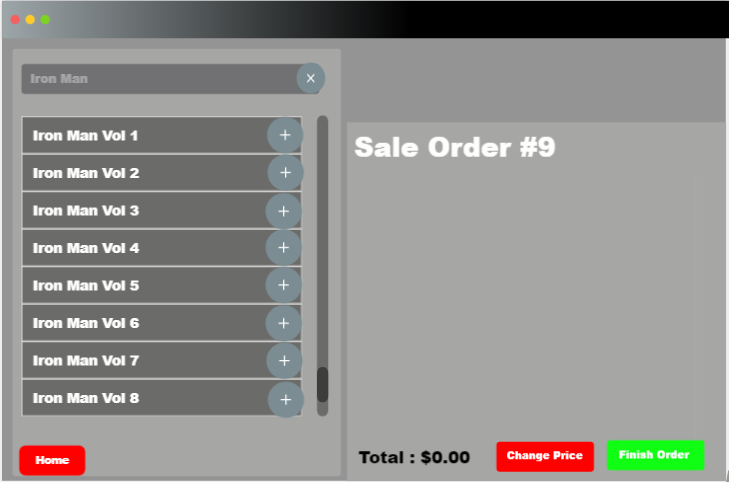 Iron Man
Iron Man Vol 1
Iron Man Vol 2
Iron Man Vol 3
Iron Man Vol 4
Iron Man Vol 5
Iron Man Vol 6
Iron Man Vol 7
Iron Man Vol 8
Home
Sale Order #9
Total : $0.00
Change Price
Finish Order